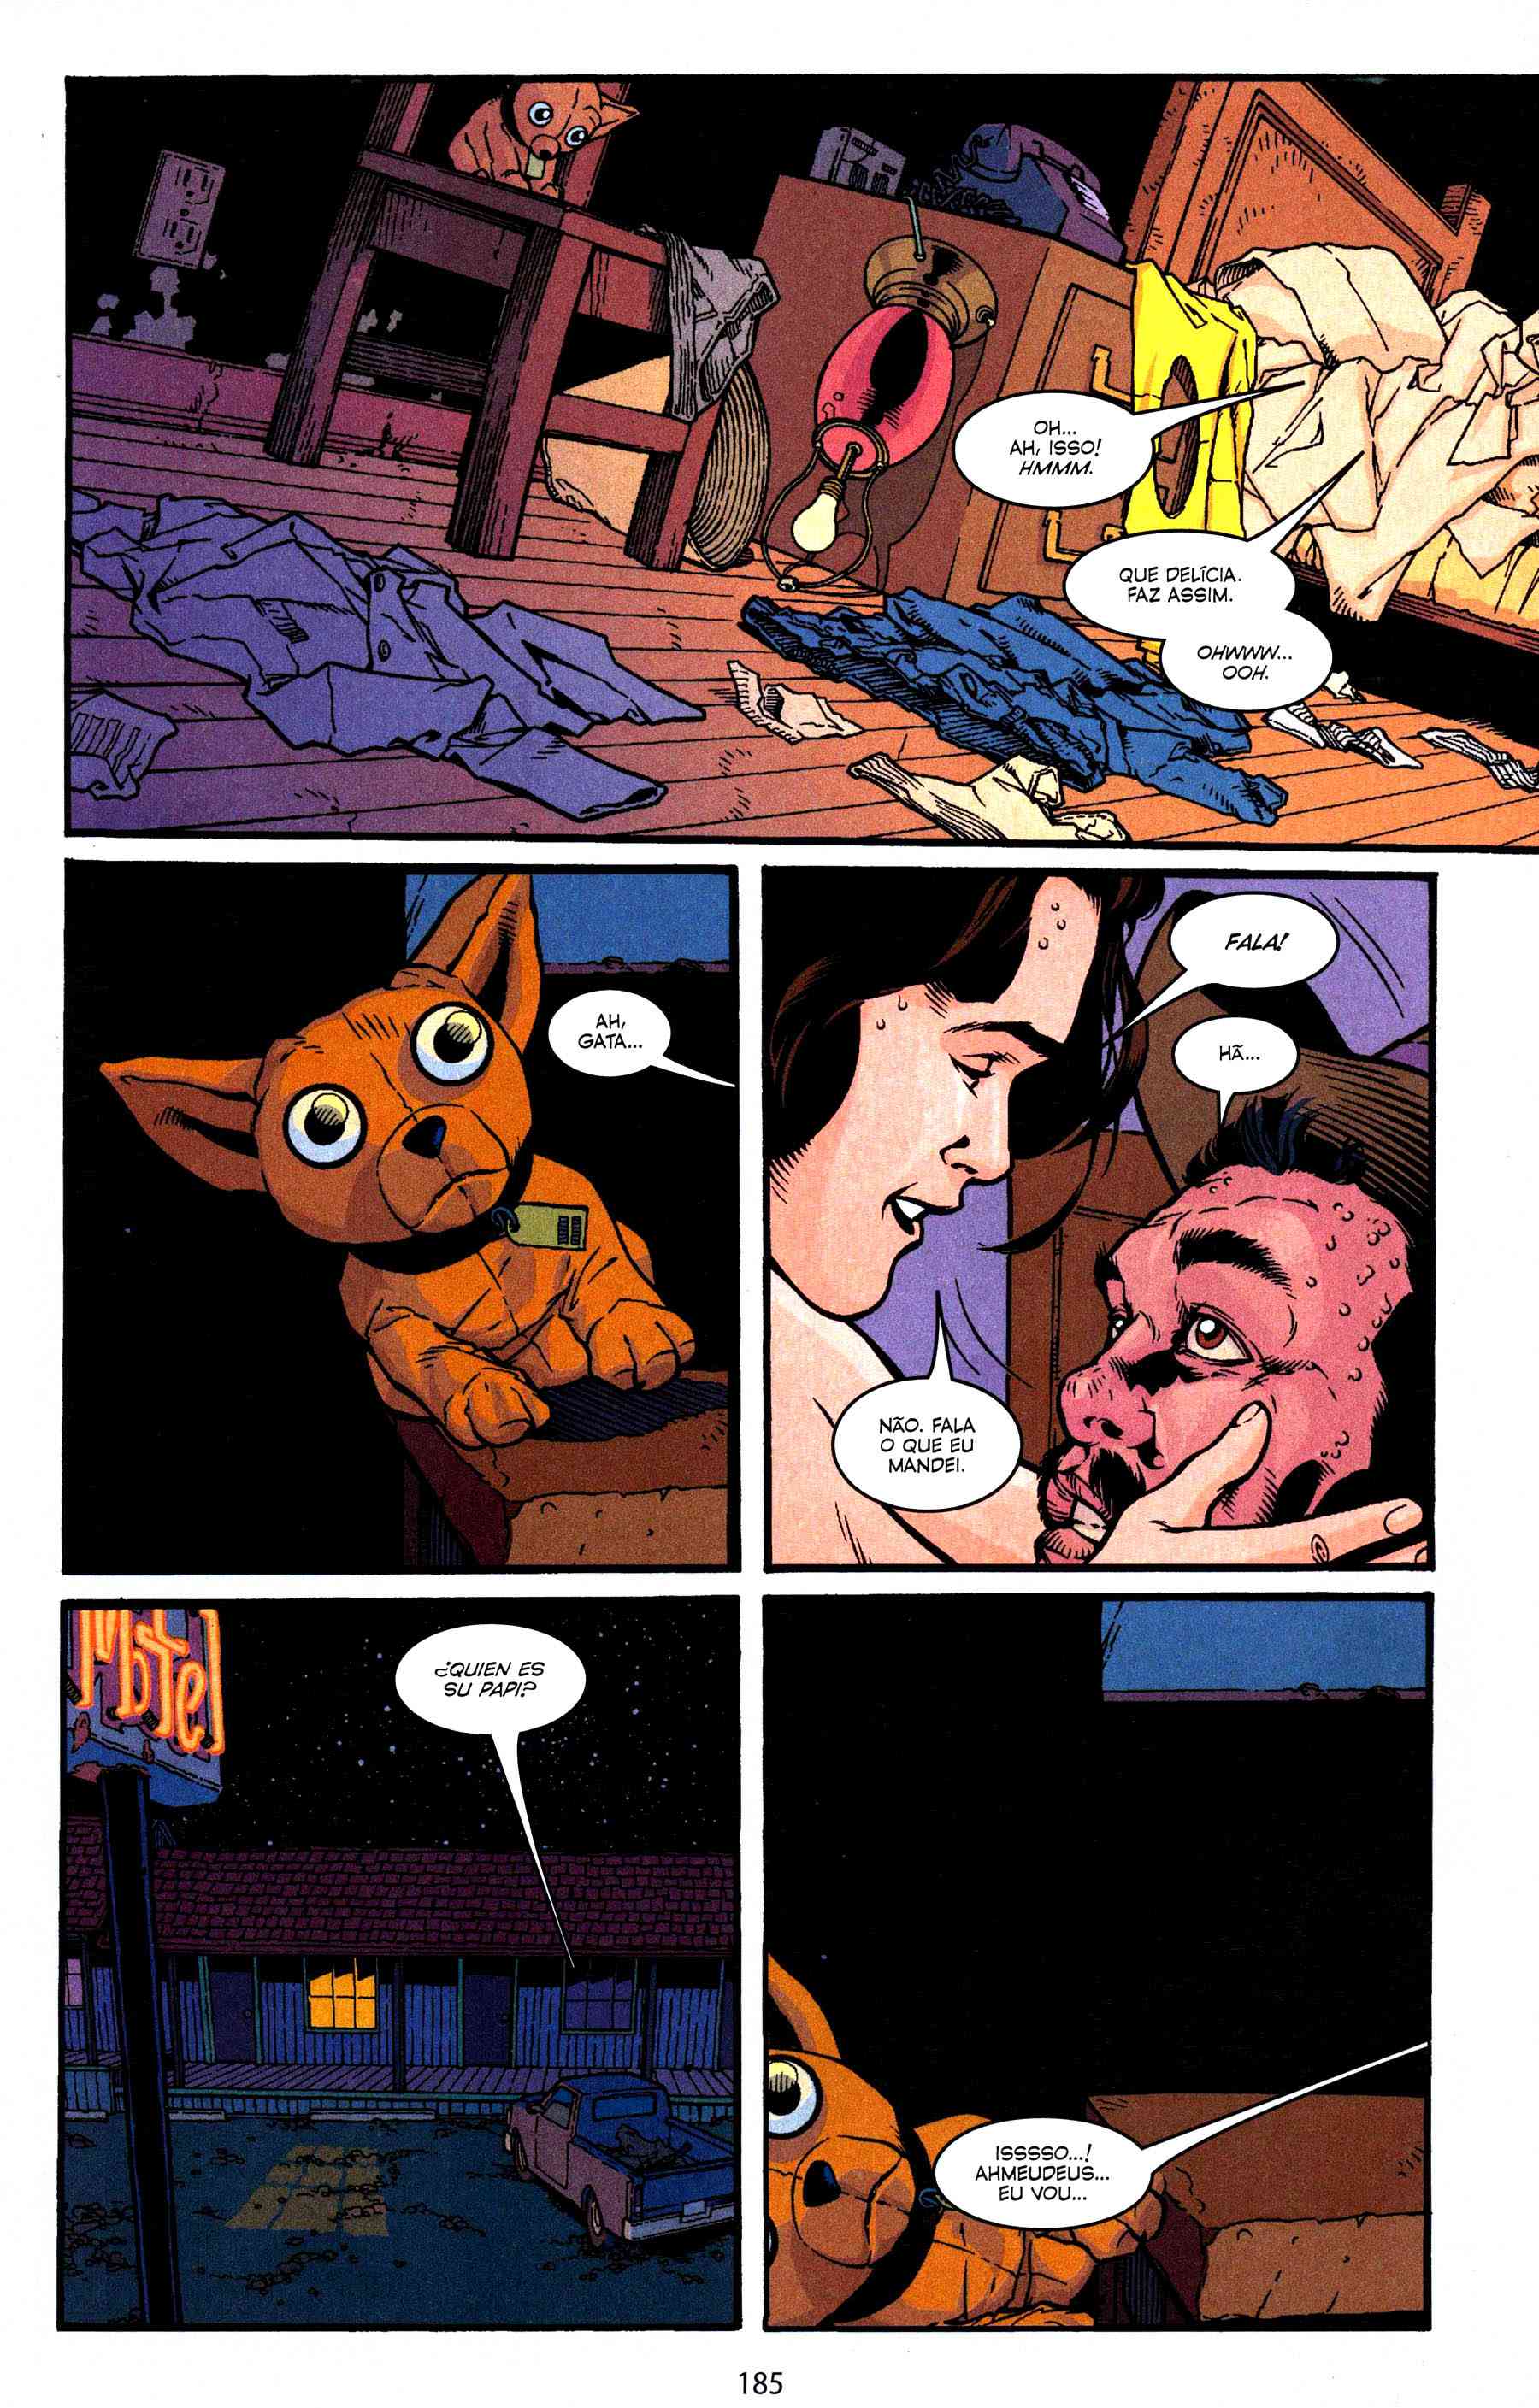 OH...
AH, ISSO!
HMMM.
QUE DELÍCIA.
FAZ ASSIM.
OHWWW...
OOH.
AH,
GATA...
FALA!
HÃ...
NÃO. FALA
O QUE EU
MANDEI.
Motel
¿QUIEN ES
SU PAPI?
ISSSSO...!
AHMEUDEUS...
EU VOU...
185